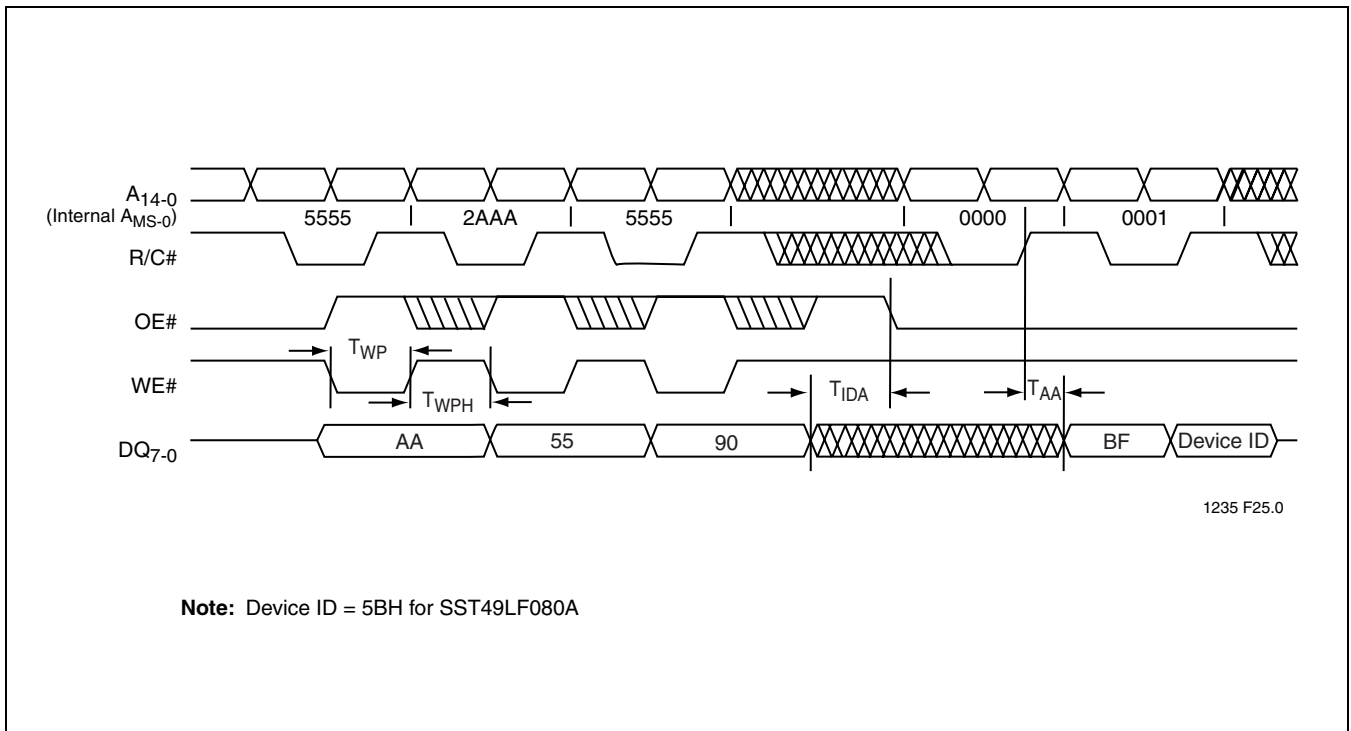 A14-0
(Internal AMS-0)
5555 2AAA 5555 0000 0001
R/C#
OE#
TWP
WE#
TIDA TAA
TWPH
DQ7-0 AA 55 90 BF Device ID
1235 F25.0
Note: Device ID = 5BH for SST49LF080A